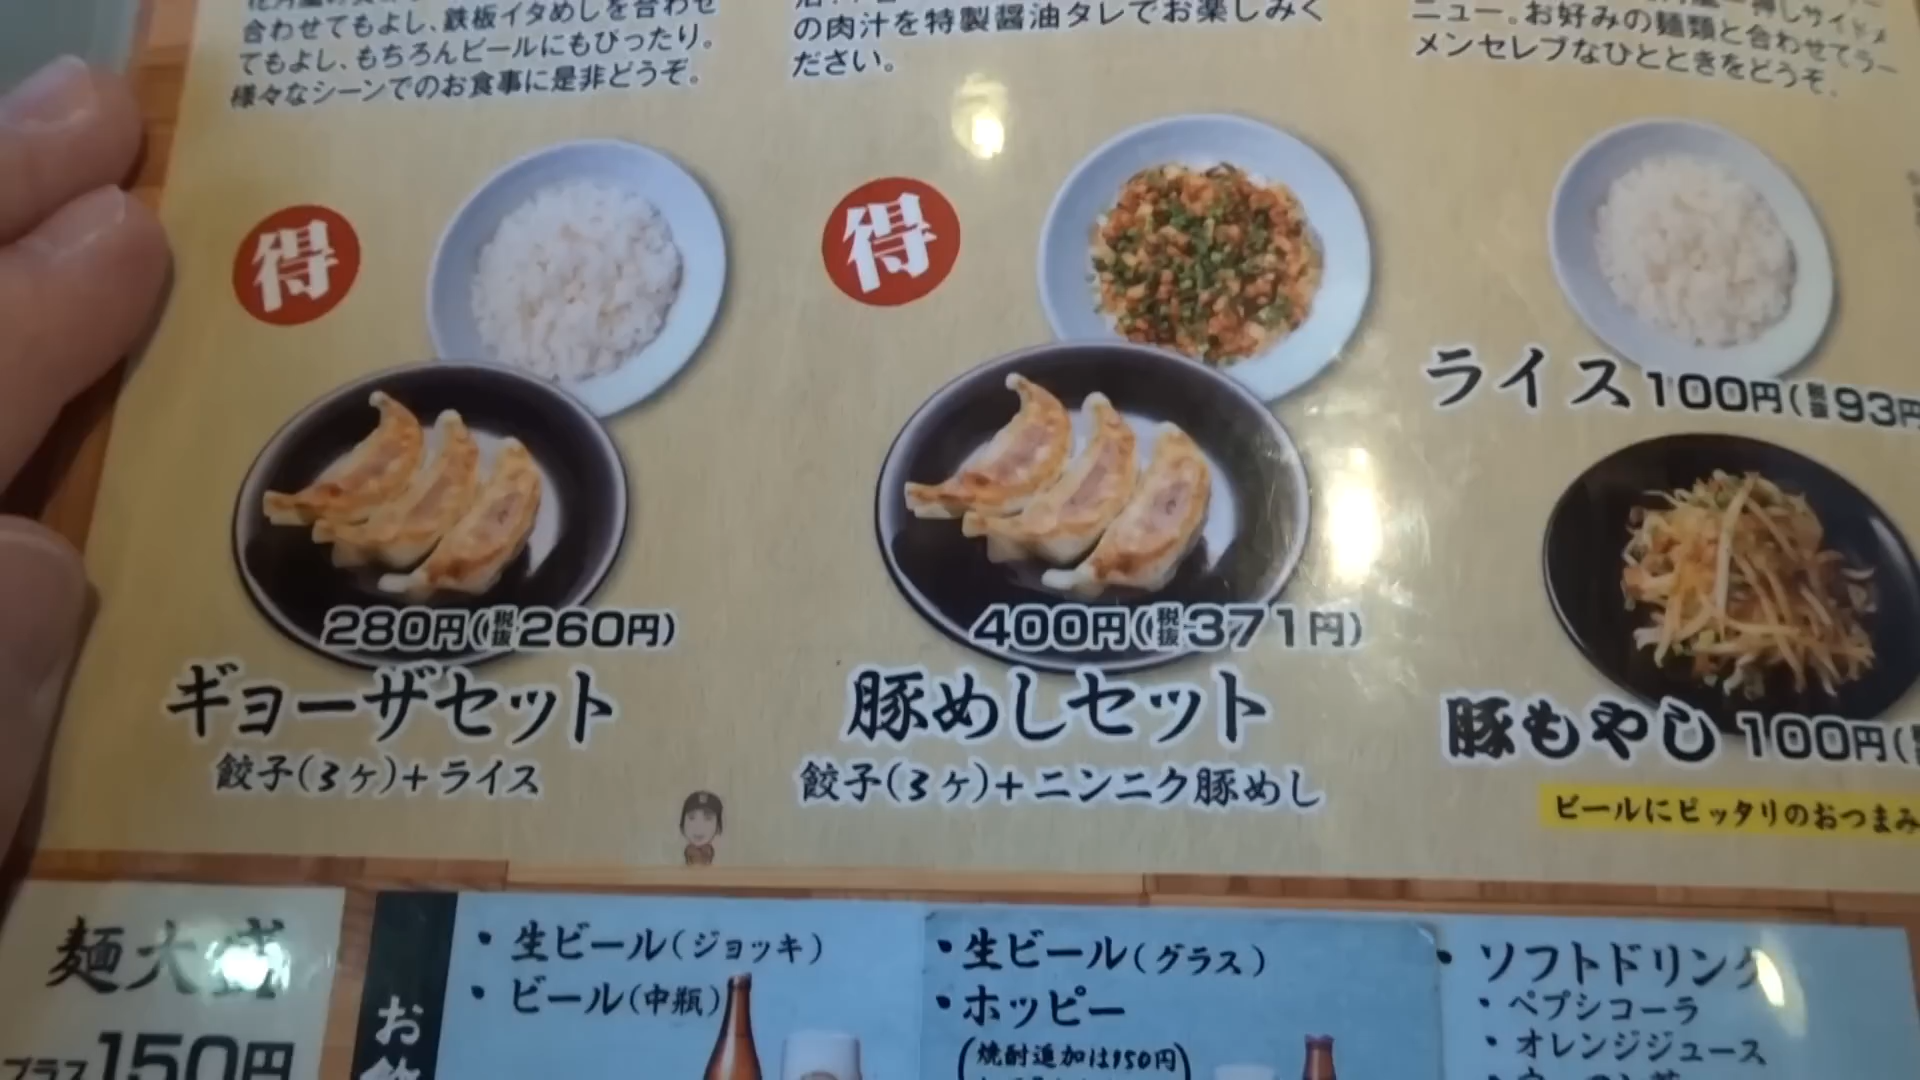 合わせてもよし、鉄板イタめしを合わせ
てもよし、もちろんビールにもぴったり。
様々なシーンでのお食事に是非どうぞ。
の肉汁を特製醤油タレでお楽しみく
ださい。
ニュー。お好みの麺類と合わせてラー
メンセレブなひとときをどうぞ。
得
得
ライス 100円(税抜93円
280円(税抜260円)
ギョーザセット
餃子(3ヶ)+ライス
400円(税抜371円)
豚めしセット
餃子(3ヶ)+ニンニク豚めし
豚もやし 100円(
ビールにピッタリのおつまみ
麺大盛
プラス150円
お
・生ビール(ジョッキ)
・ビール(中瓶)
・生ビール(グラス)
・ホッピー
(焼酎追加は150円)
・ソフトドリンク
・ペプシコーラ
・オレンジジュース